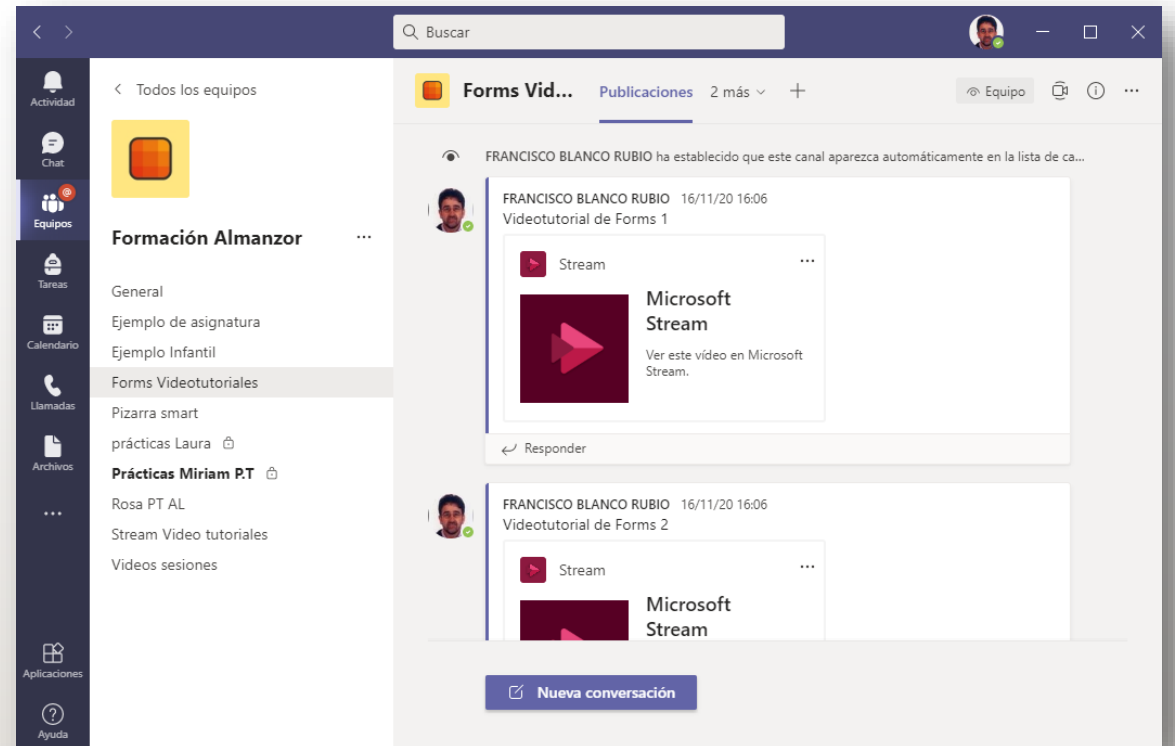 Buscar
Actividad
Chat
Equipos
Tareas
Calendario
Llamadas
Archivos
Aplicaciones
Ayuda
Todos los equipos
Formación Almanzor
General
Ejemplo de asignatura
Ejemplo Infantil
Forms Videotutoriales
Pizarra smart
prácticas Laura
Prácticas Miriam P.T
Rosa PT AL
Stream Video tutoriales
Videos sesiones
Forms Vid... Publicaciones 2 más Equipo
FRANCISCO BLANCO RUBIO ha establecido que este canal aparezca automáticamente en la lista de ca...
FRANCISCO BLANCO RUBIO 16/11/20 16:06
Videotutorial de Forms 1
Stream
Microsoft
Stream
Ver este vídeo en Microsoft
Stream.
Responder
FRANCISCO BLANCO RUBIO 16/11/20 16:06
Videotutorial de Forms 2
Stream
Microsoft
Stream
Nueva conversación